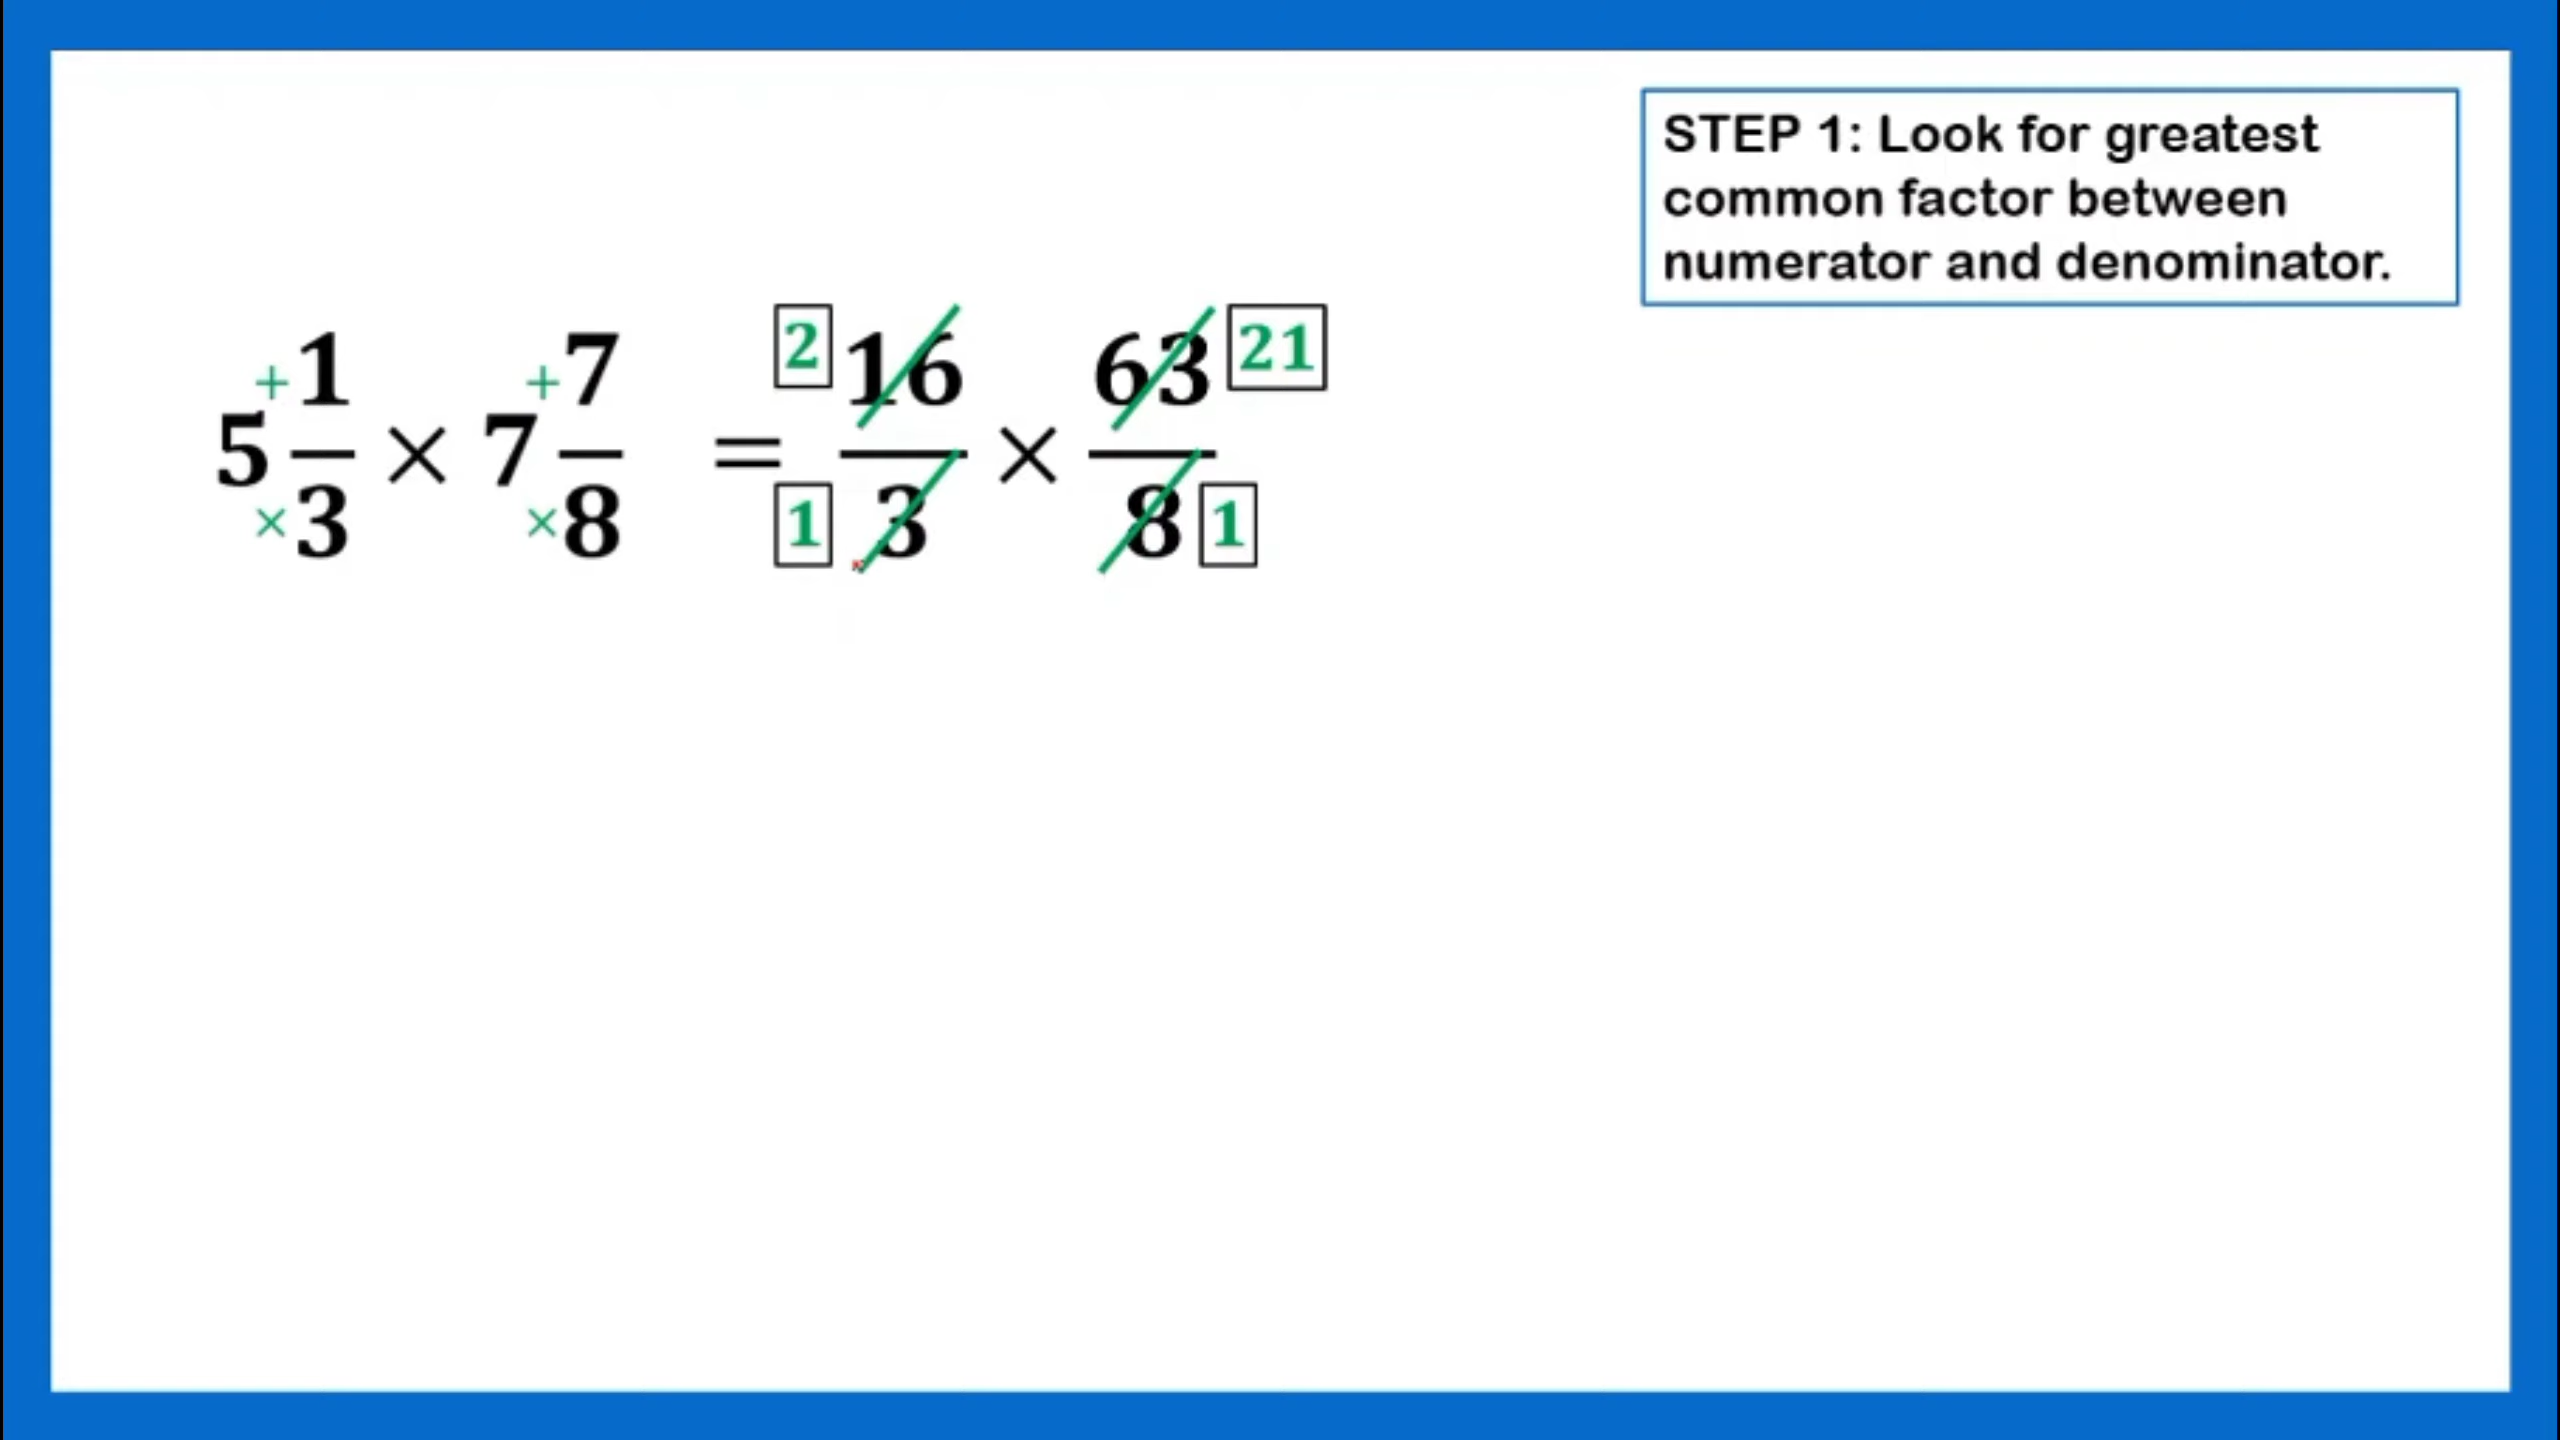 STEP 1: Look for greatest
common factor between
numerator and denominator.
5 +1/×3 × 7 +7/×8 = 2 16/1 3 × 63 21/8 1